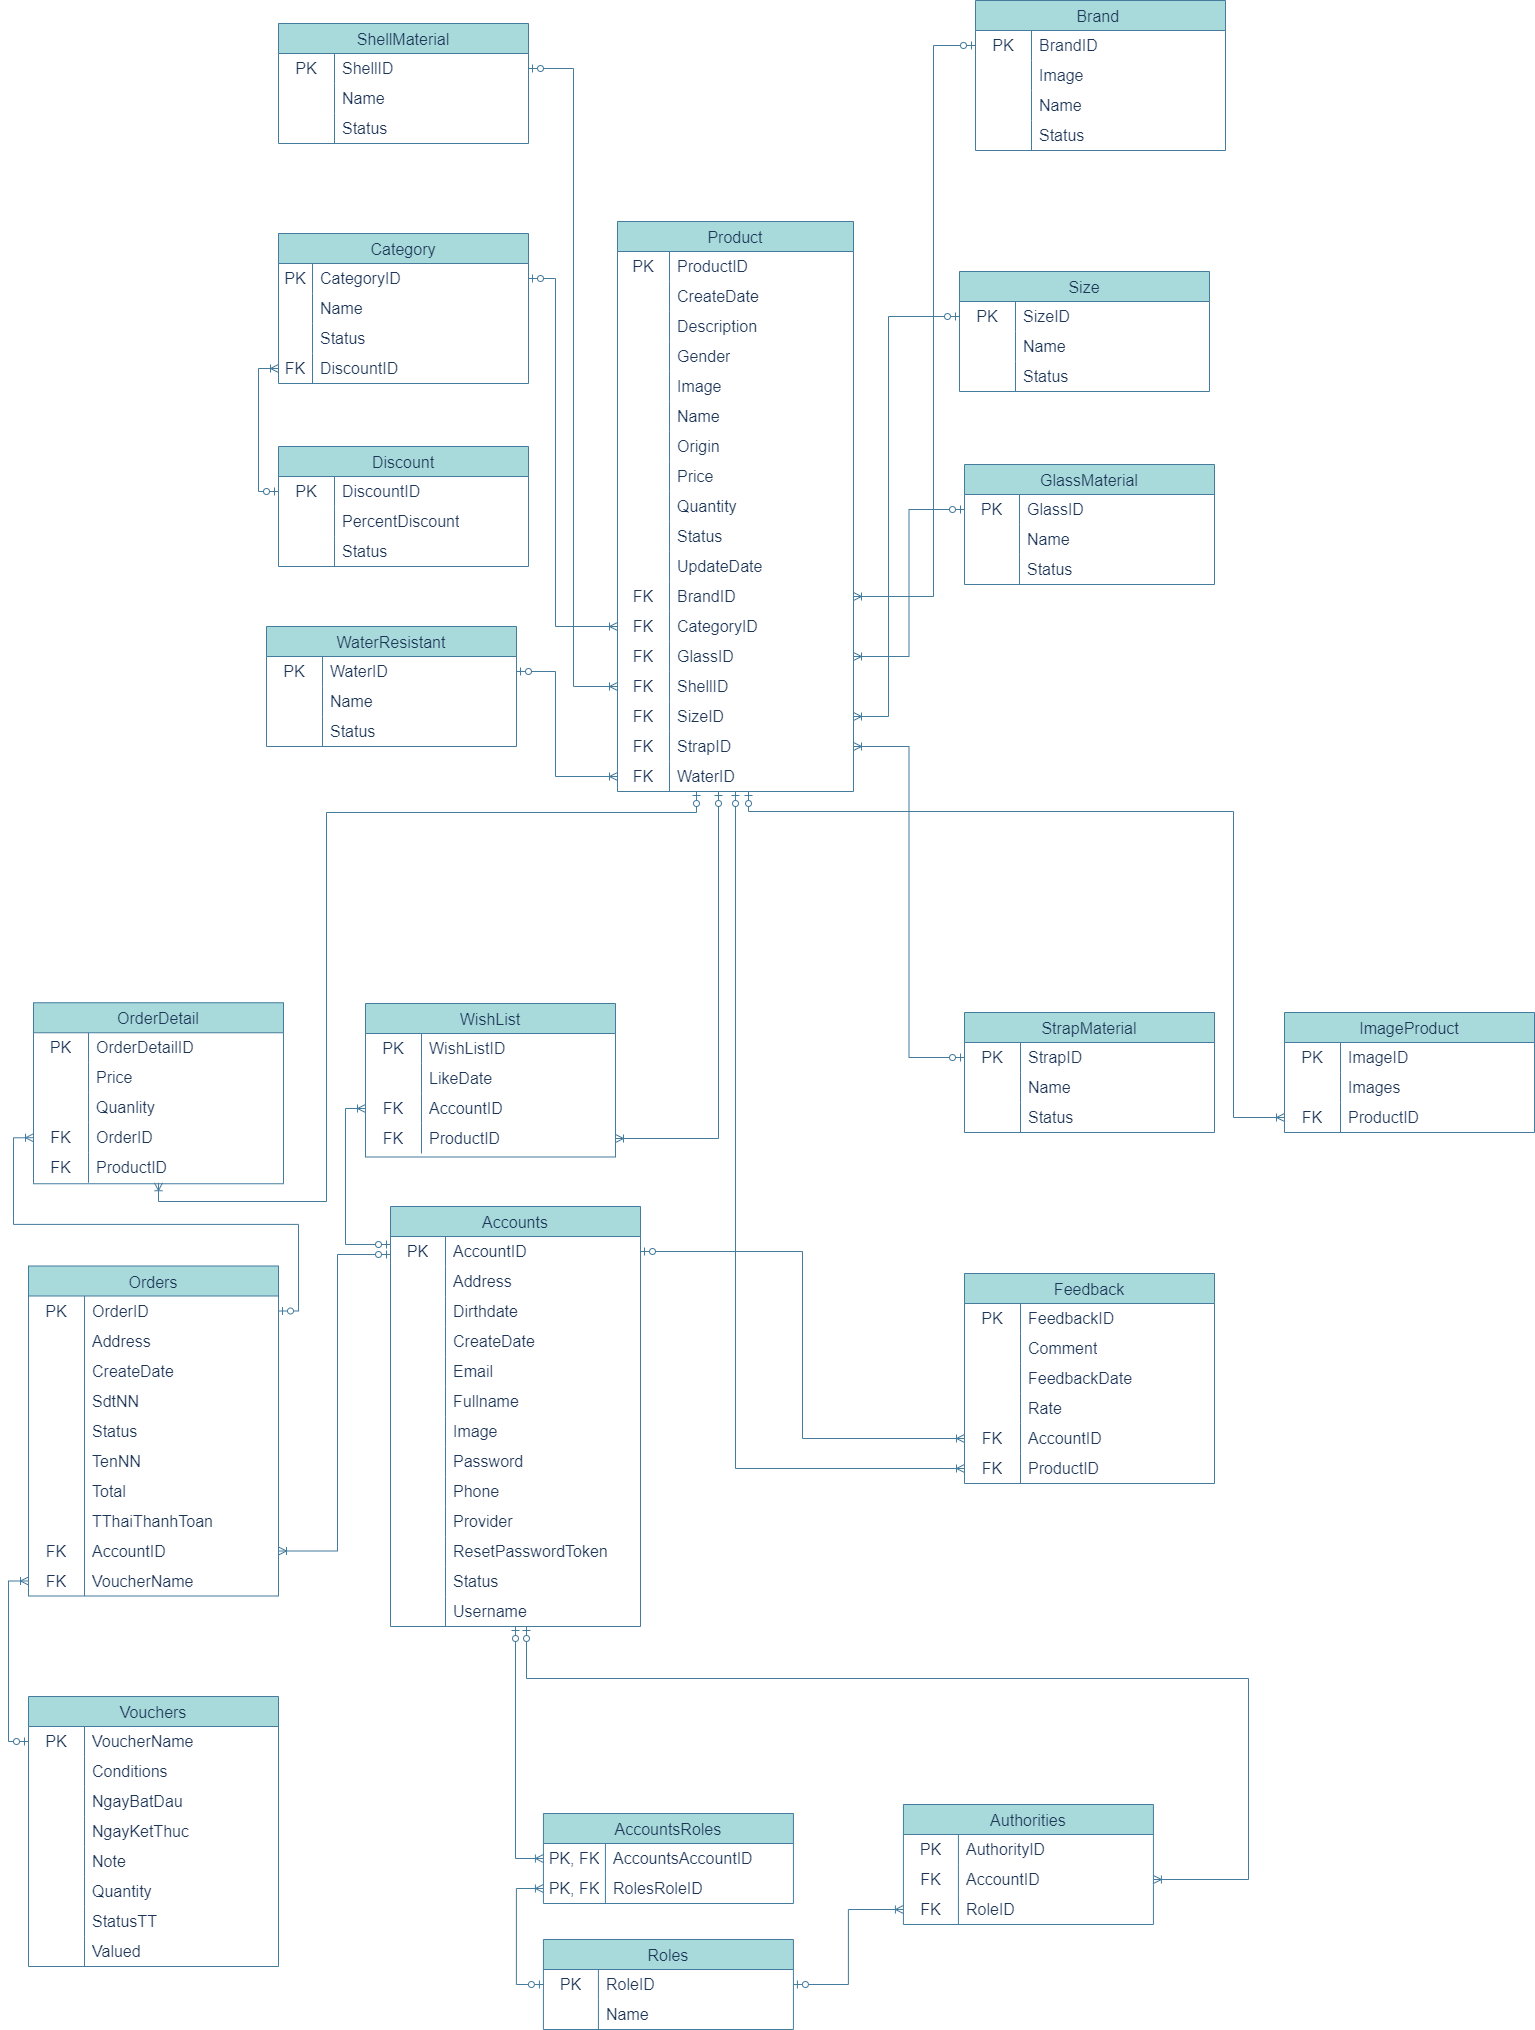 ShellMaterial
PK ShellID
Name
Status
Brand
PK BrandID
Image
Name
Status
Category
PK CategoryID
Name
Status
FK DiscountID
Product
PK ProductID
CreateDate
Description
Gender
Image
Name
Origin
Price
Quantity
Status
UpdateDate
FK BrandID
FK CategoryID
FK GlassID
FK ShellID
FK SizeID
FK StrapID
FK WaterID
Size
PK SizeID
Name
Status
Discount
PK DiscountID
PercentDiscount
Status
GlassMaterial
PK GlassID
Name
Status
WaterResistant
PK WaterID
Name
Status
OrderDetail
PK OrderDetailID
Price
Quanlity
FK OrderID
FK ProductID
WishList
PK WishListID
LikeDate
FK AccountID
FK ProductID
StrapMaterial
PK StrapID
Name
Status
ImageProduct
PK ImageID
Images
FK ProductID
Accounts
PK AccountID
Address
Dirthdate
CreateDate
Email
Fullname
Image
Password
Phone
Provider
ResetPasswordToken
Status
Username
Orders
PK OrderID
Address
CreateDate
SdtNN
Status
TenNN
Total
TThaiThanhToan
FK AccountID
FK VoucherName
Feedback
PK FeedbackID
Comment
FeedbackDate
Rate
FK AccountID
FK ProductID
Vouchers
PK VoucherName
Conditions
NgayBatDau
NgayKetThuc
Note
Quantity
StatusTT
Valued
AccountsRoles
PK, FK AccountsAccountID
PK, FK RolesRoleID
Authorities
PK AuthorityID
FK AccountID
FK RoleID
Roles
PK RoleID
Name